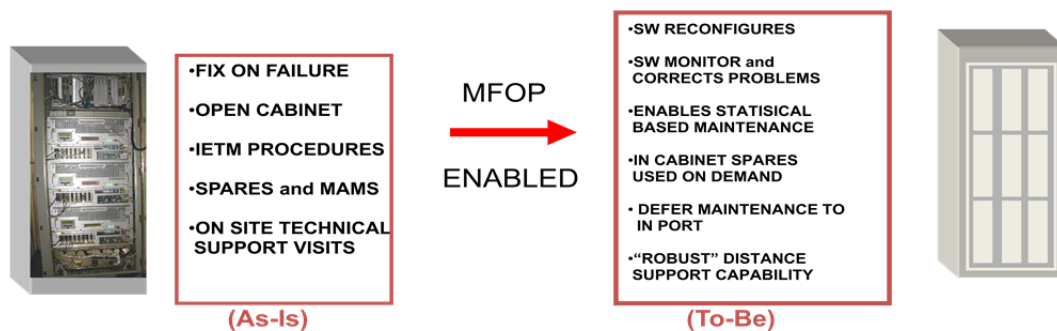 •FIX ON FAILURE
•OPEN CABINET
•IETM PROCEDURES
•SPARES and MAMS
•ON SITE TECHNICAL
SUPPORT VISITS
(As-Is)
MFOP
ENABLED
•SW RECONFIGURES
•SW MONITOR and
CORRECTS PROBLEMS
•ENABLES STATISICAL
BASED MAINTENANCE
•IN CABINET SPARES
USED ON DEMAND
• DEFER MAINTENANCE TO
IN PORT
•“ROBUST” DISTANCE
SUPPORT CAPABILITY
(To-Be)